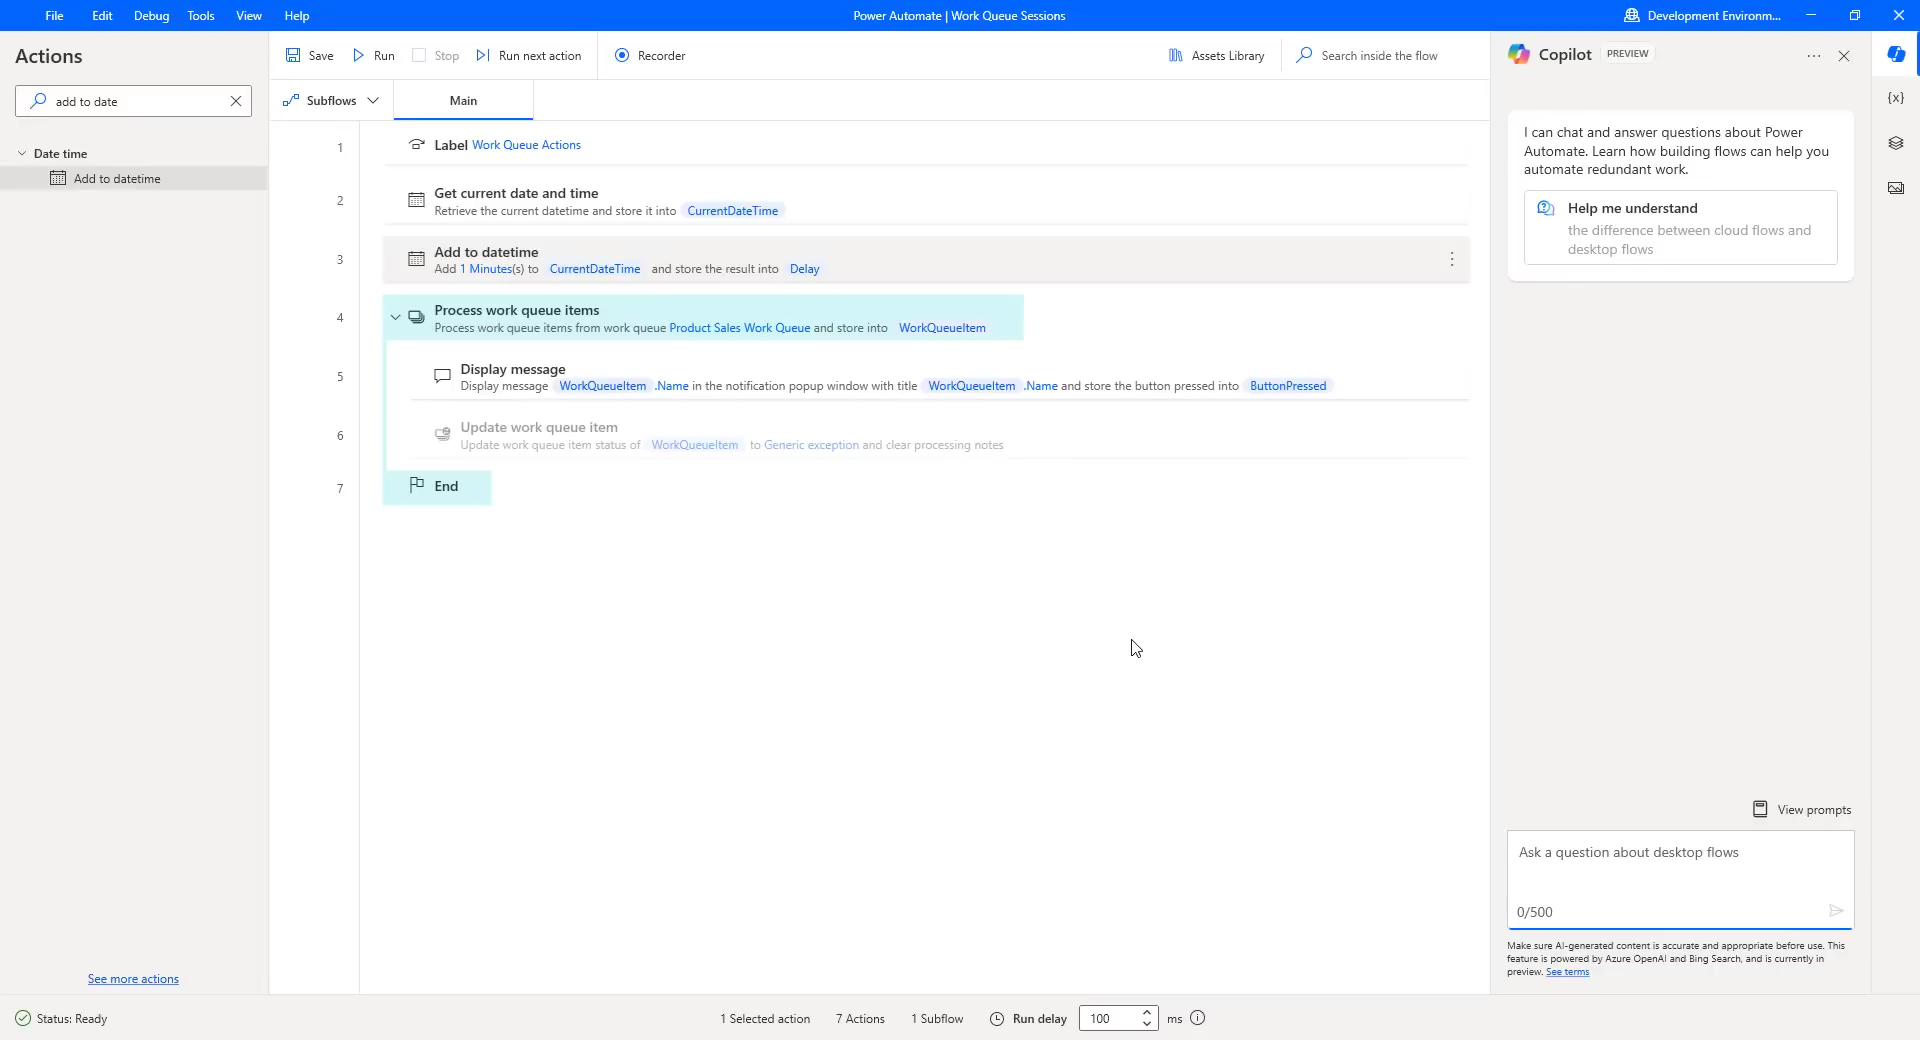 File Edit Debug Tools View Help
Power Automate | Work Queue Sessions
Development Environm...
Actions
add to date
Date time
Add to datetime
See more actions
Save Run Stop Run next action Recorder
Assets Library Search inside the flow
Subflows Main
1 Label Work Queue Actions
2 Get current date and time
Retrieve the current datetime and store it into CurrentDateTime
3 Add to datetime
Add 1 Minutes(s) to CurrentDateTime and store the result into Delay
4 Process work queue items
Process work queue items from work queue Product Sales Work Queue and store into WorkQueueItem
5 Display message
Display message WorkQueueItem .Name in the notification popup window with title WorkQueueItem .Name and store the button pressed into ButtonPressed
6 Update work queue item
Update work queue item status of WorkQueueItem to Generic exception and clear processing notes
7 End
Copilot PREVIEW
{x}
I can chat and answer questions about Power
Automate. Learn how building flows can help you
automate redundant work.
Help me understand
the difference between cloud flows and
desktop flows
View prompts
Ask a question about desktop flows
0/500
Make sure AI-generated content is accurate and appropriate before use. This
feature is powered by Azure OpenAI and Bing Search, and is currently in
preview. See terms
Status: Ready
1 Selected action 7 Actions 1 Subflow Run delay 100 ms